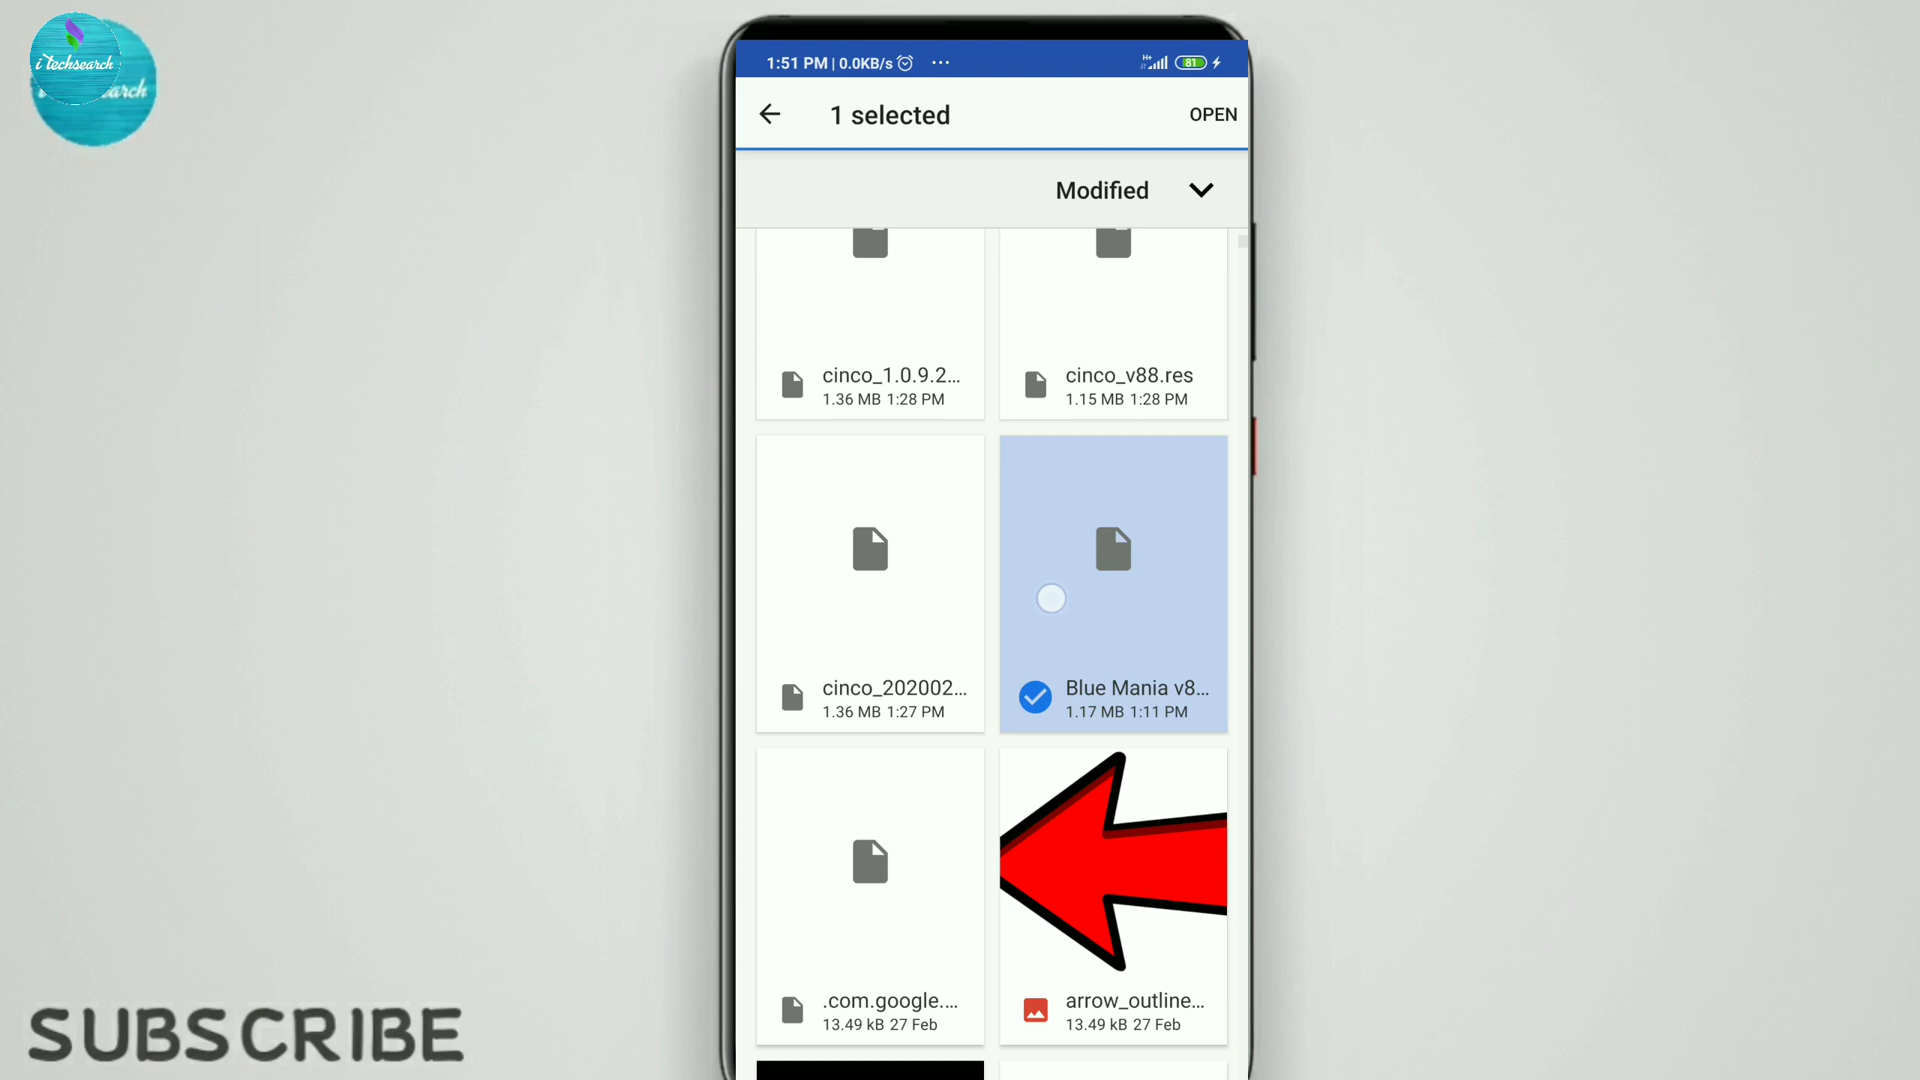 iTechsearch
arch
1:51 PM | 0.0KB/s ...
H+
81
1 selected
OPEN
Modified
cinco_1.0.9.2...
1.36 MB 1:28 PM
cinco_v88.res
1.15 MB 1:28 PM
cinco_202002...
1.36 MB 1:27 PM
Blue Mania v8...
1.17 MB 1:11 PM
.com.google....
13.49 kB 27 Feb
arrow_outline...
13.49 kB 27 Feb
SUBSCRIBE